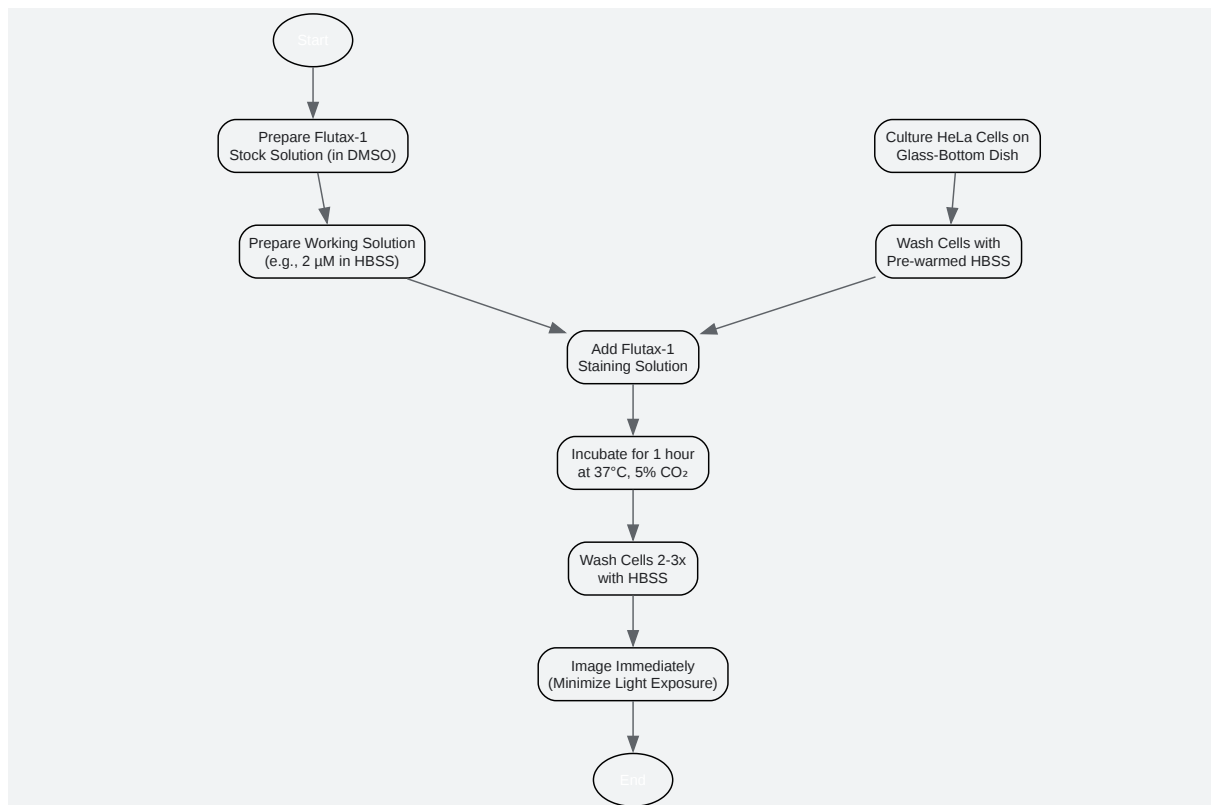 Start
Prepare Flutax-1
Stock Solution (in DMSO)
Culture HeLa Cells on
Glass-Bottom Dish
Prepare Working Solution
(e.g., 2 µM in HBSS)
Wash Cells with
Pre-warmed HBSS
Add Flutax-1
Staining Solution
Incubate for 1 hour
at 37°C, 5% CO₂
Wash Cells 2-3x
with HBSS
Image Immediately
(Minimize Light Exposure)
End